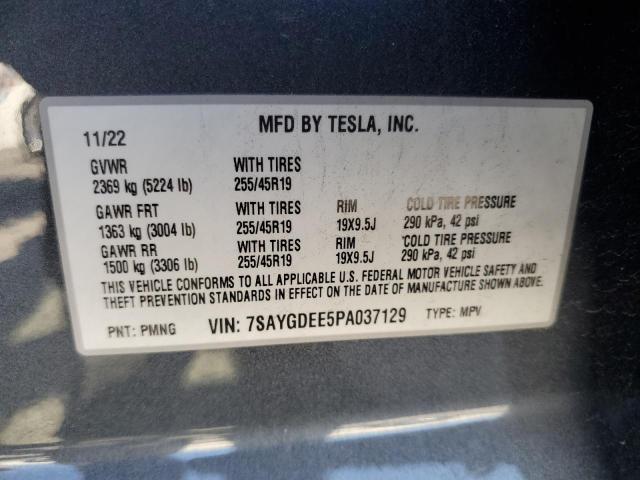 MFD BY TESLA, INC.
11/22
GVWR WITH TIRES
2369 kg (5224 lb) 255/45R19
GAWR FRT WITH TIRES RIM COLD TIRE PRESSURE
1363 kg (3004 lb) 255/45R19 19X9.5J 290 kPa, 42 psi
GAWR RR WITH TIRES RIM COLD TIRE PRESSURE
1500 kg (3306 lb) 255/45R19 19X9.5J 290 kPa, 42 psi
THIS VEHICLE CONFORMS TO ALL APPLICABLE U.S. FEDERAL MOTOR VEHICLE SAFETY AND
THEFT PREVENTION STANDARDS IN EFFECT ON THE DATE OF MANUFACTURE SHOWN ABOVE.
PNT: PMNG VIN: 7SAYGDEE5PA037129 TYPE: MPV